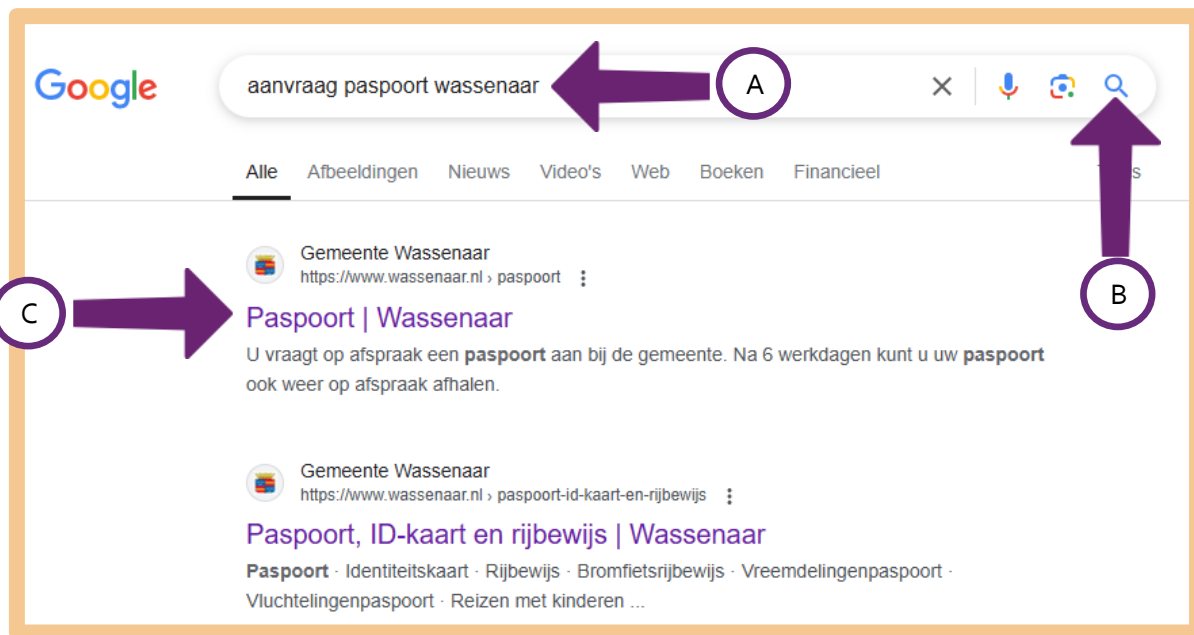 Google
aanvraag paspoort wassenaar
A
Alle Afbeeldingen Nieuws Video's Web Boeken Financieel
B
Gemeente Wassenaar
https://www.wassenaar.nl › paspoort
C
Paspoort | Wassenaar
U vraagt op afspraak een paspoort aan bij de gemeente. Na 6 werkdagen kunt u uw paspoort
ook weer op afspraak afhalen.
Gemeente Wassenaar
https://www.wassenaar.nl › paspoort-id-kaart-en-rijbewijs
Paspoort, ID-kaart en rijbewijs | Wassenaar
Paspoort · Identiteitskaart · Rijbewijs · Bromfietsrijbewijs · Vreemdelingenpaspoort ·
Vluchtelingenpaspoort · Reizen met kinderen ...